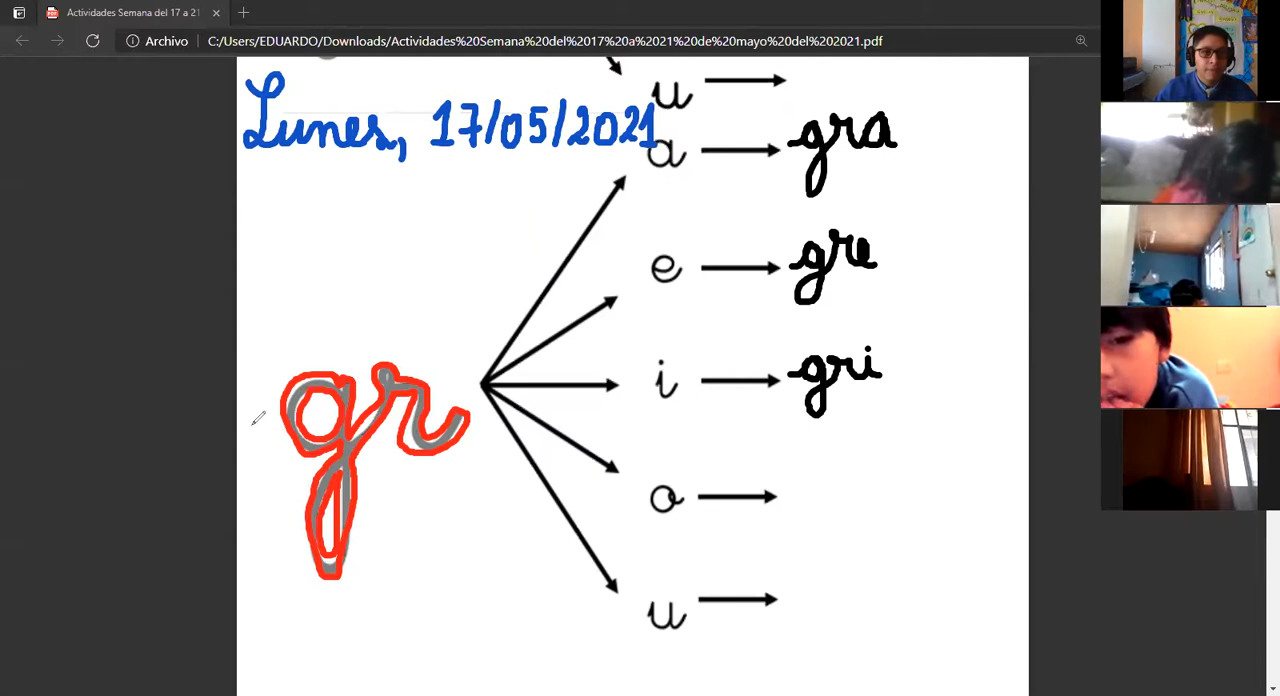 Actividades Semana del 17 a 21
Archivo C:/Users/EDUARDO/Downloads/Actividades%20Semana%20del%2017%20a%2021%20de%20mayo%20del%202021.pdf
u
Lunes, 17/05/2021
a gra
e gre
i gri
gr
o
u